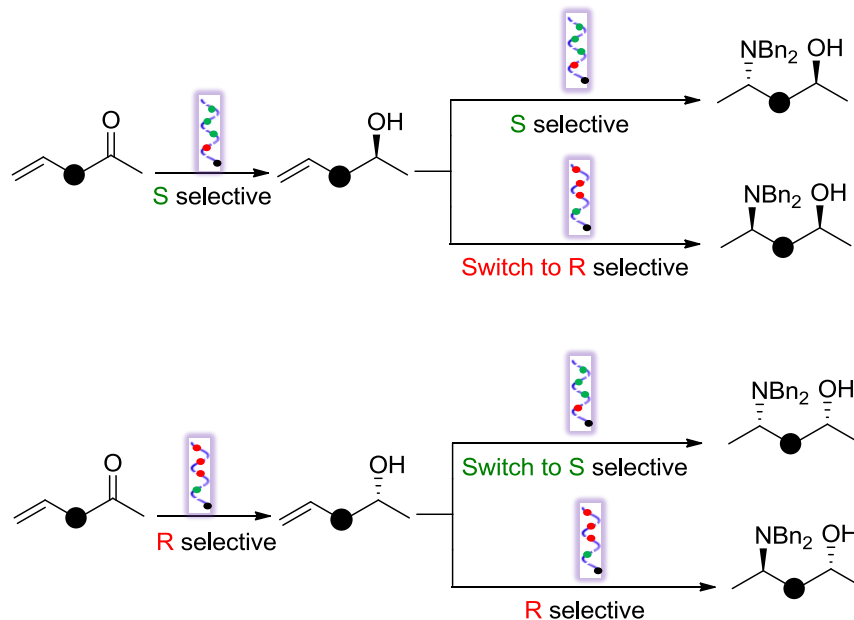 NBn2 OH
O
OH
S selective
S selective
NBn2 OH
Switch to R selective
NBn2 OH
O
OH
Switch to S selective
R selective
NBn2 OH
R selective